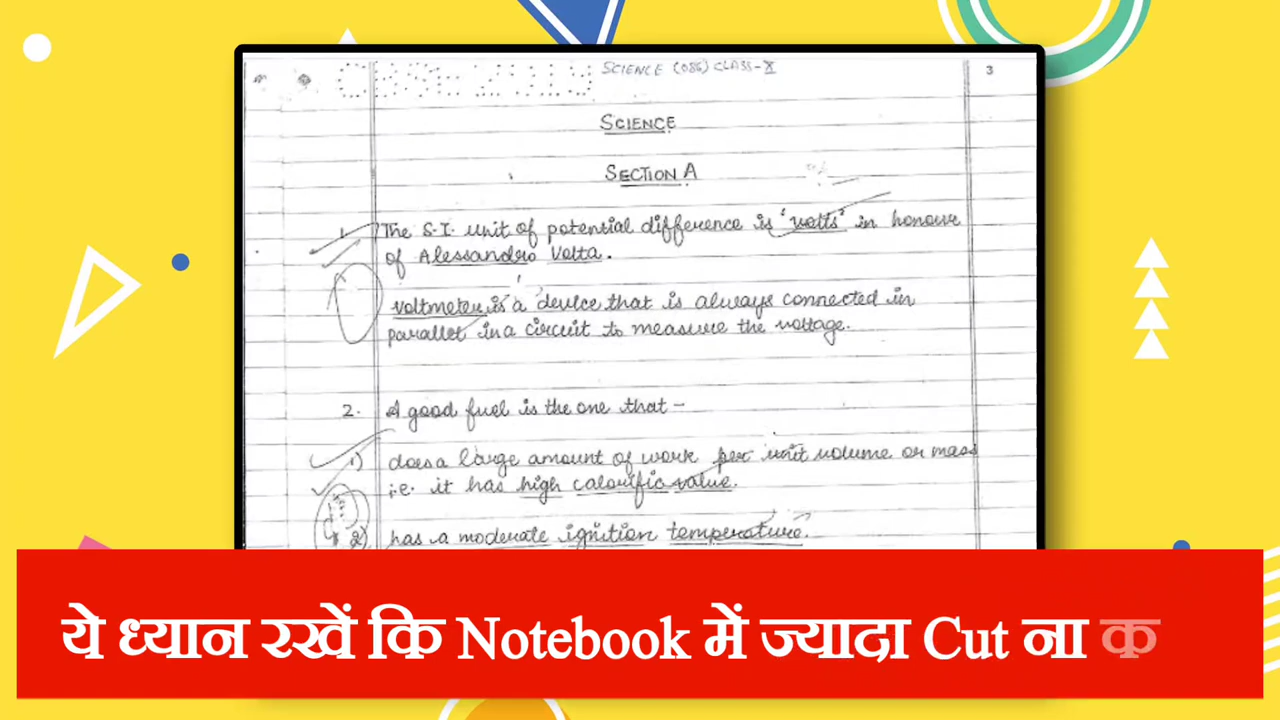 CBSE-2019 SCIENCE (086) CLASS-X 3
SCIENCE
SECTION A
1. The S.I. unit of potential difference is 'volts' in honour
of Alessandro Volta.
voltmeter is a device that is always connected in
parallel in a circuit to measure the voltage.
2. A good fuel is the one that –
1) does a large amount of work per unit volume or mass
i.e. it has high calorific value.
2) has a moderate ignition temperature.
ये ध्यान रखें कि Notebook में ज्यादा Cut ना क